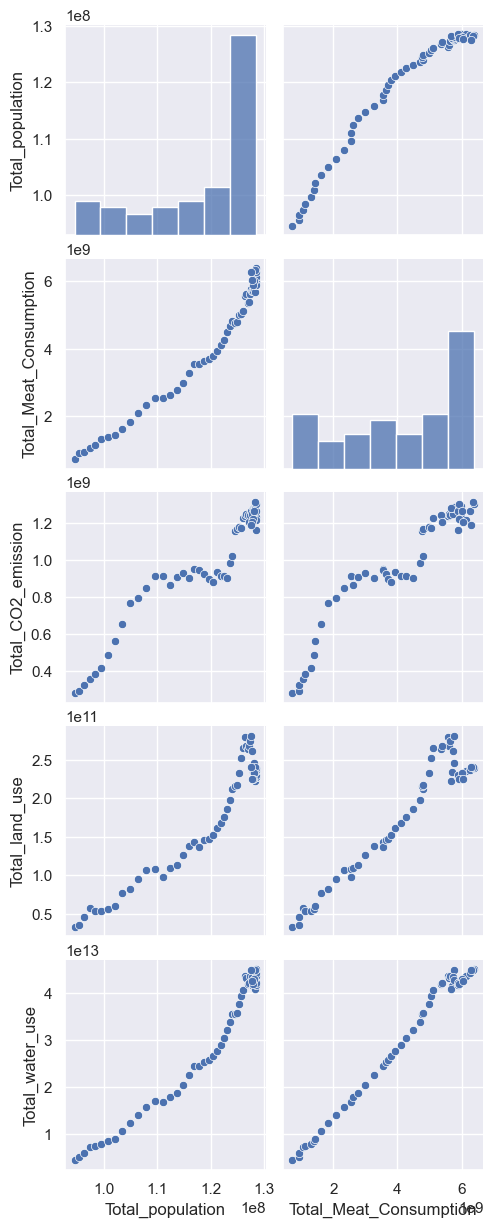 1e8
Total_population
1.3
1.2
1.1
1.0
1e9
Total_Meat_Consumption
6
4
2
1e9
Total_CO2_emission
1.2
1.0
0.8
0.6
0.4
1e11
Total_land_use
2.5
2.0
1.5
1.0
0.5
1e13
Total_water_use
4
3
2
1
1.0 1.1 1.2 1.3
Total_population 1e8
2 4 6
Total_Meat_Consumption 1e9